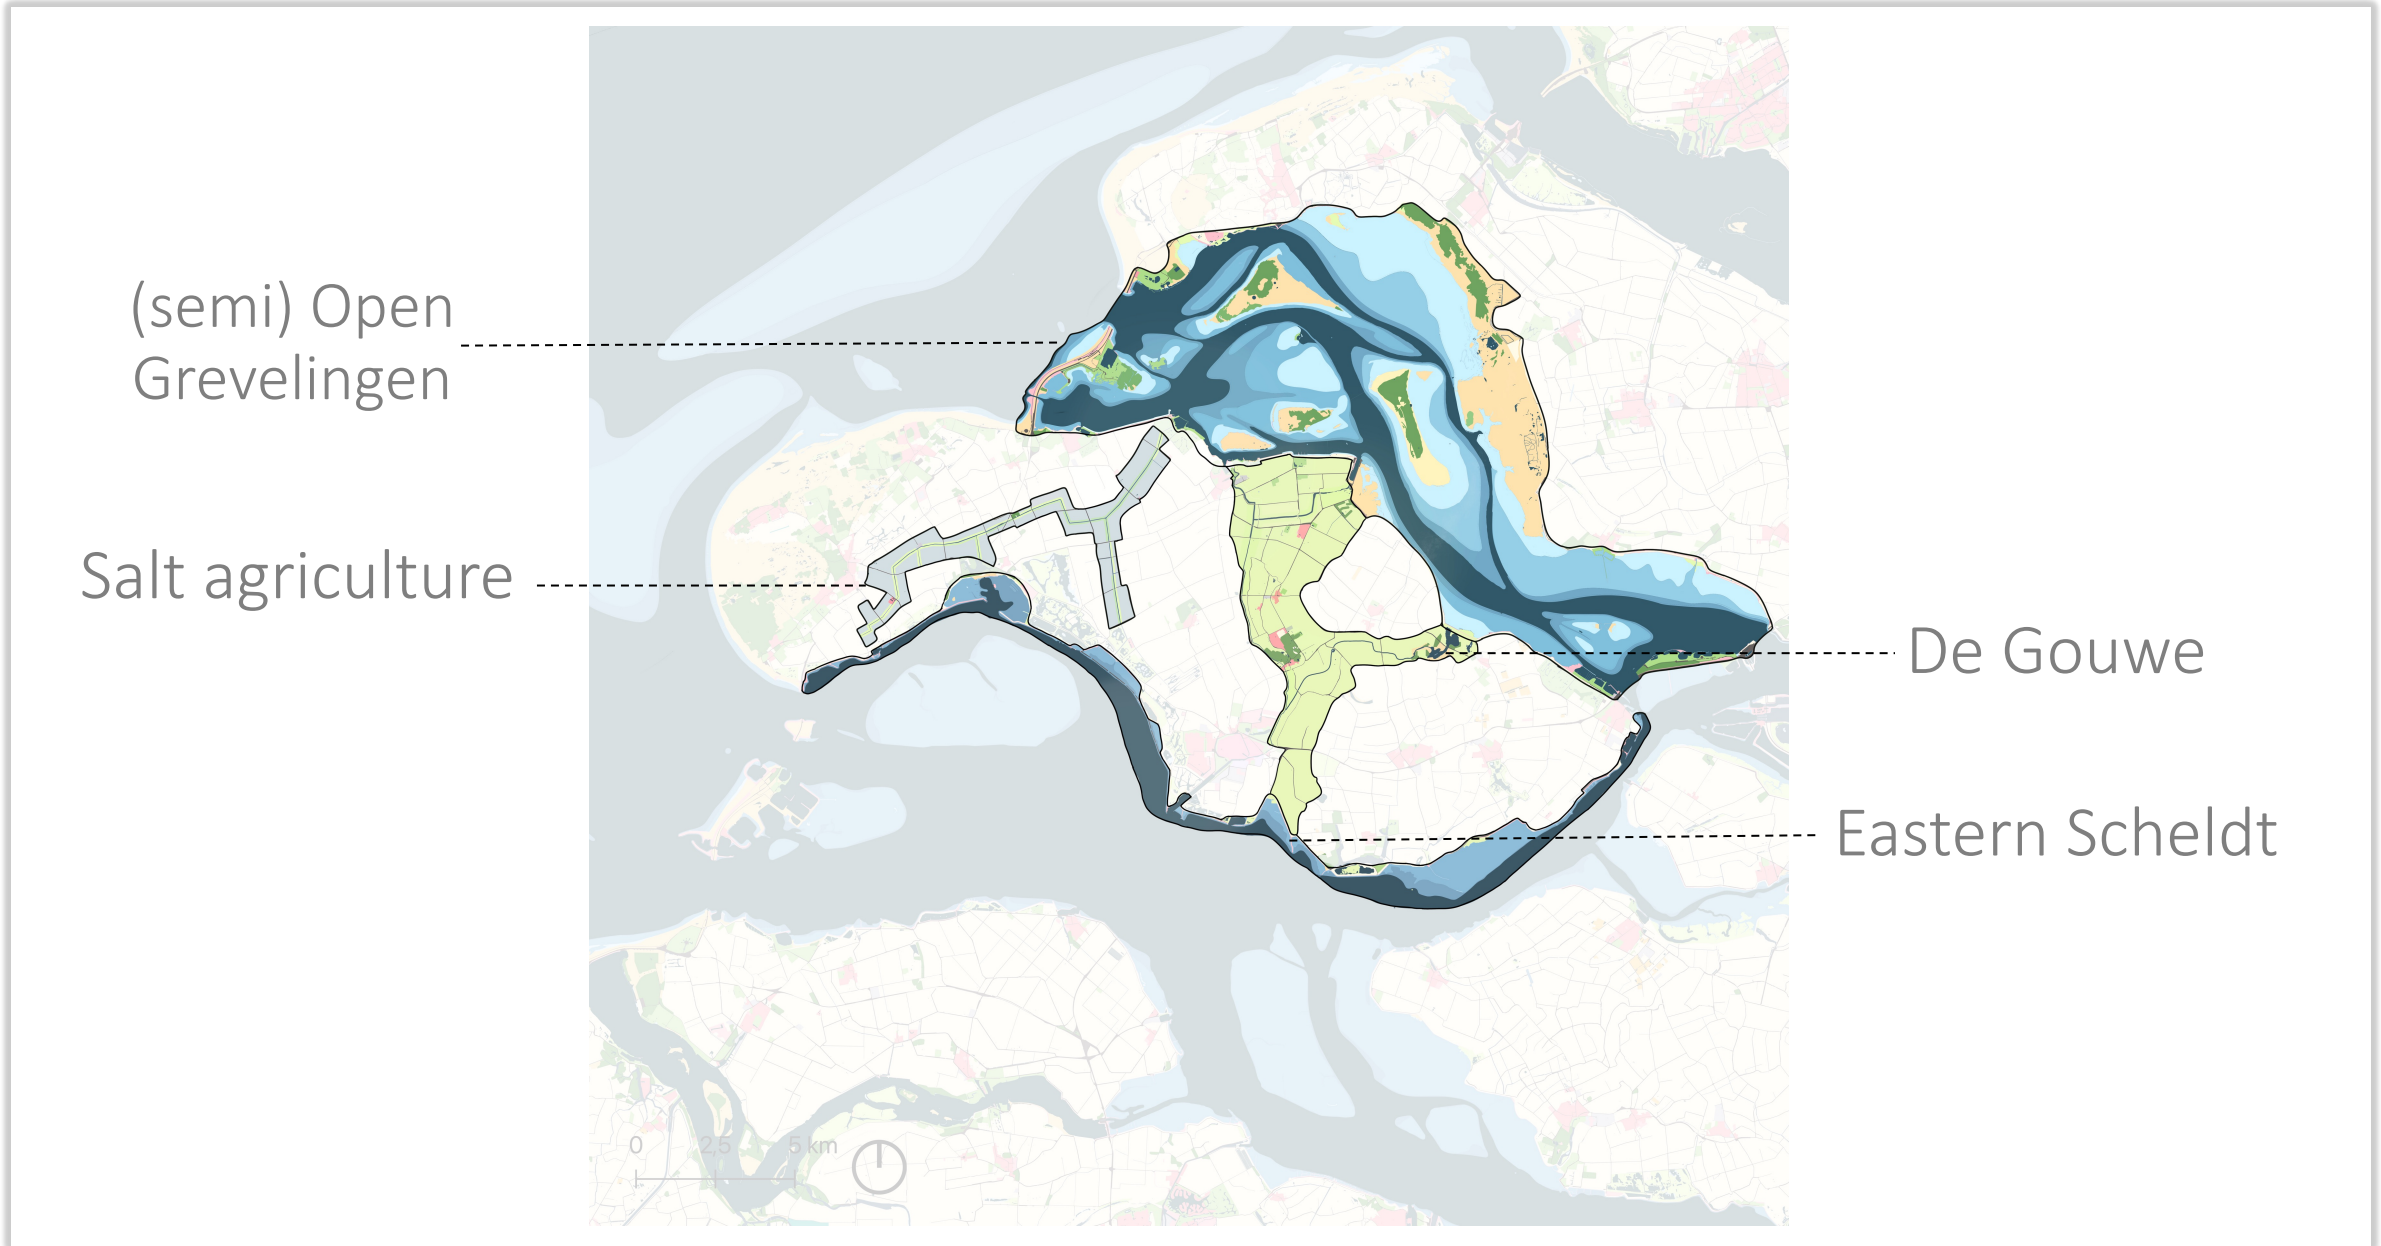 (semi) Open
Grevelingen
Salt agriculture
De Gouwe
Eastern Scheldt
0 2,5 5 km